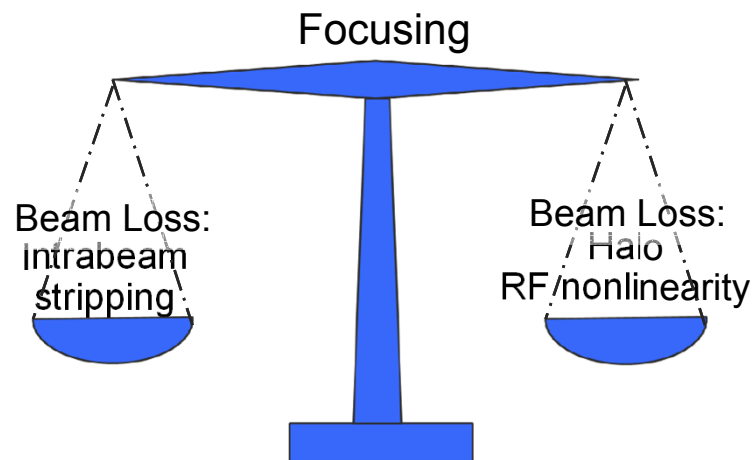 Focusing
Beam Loss:
Intrabeam
stripping
Beam Loss:
Halo
RF nonlinearity